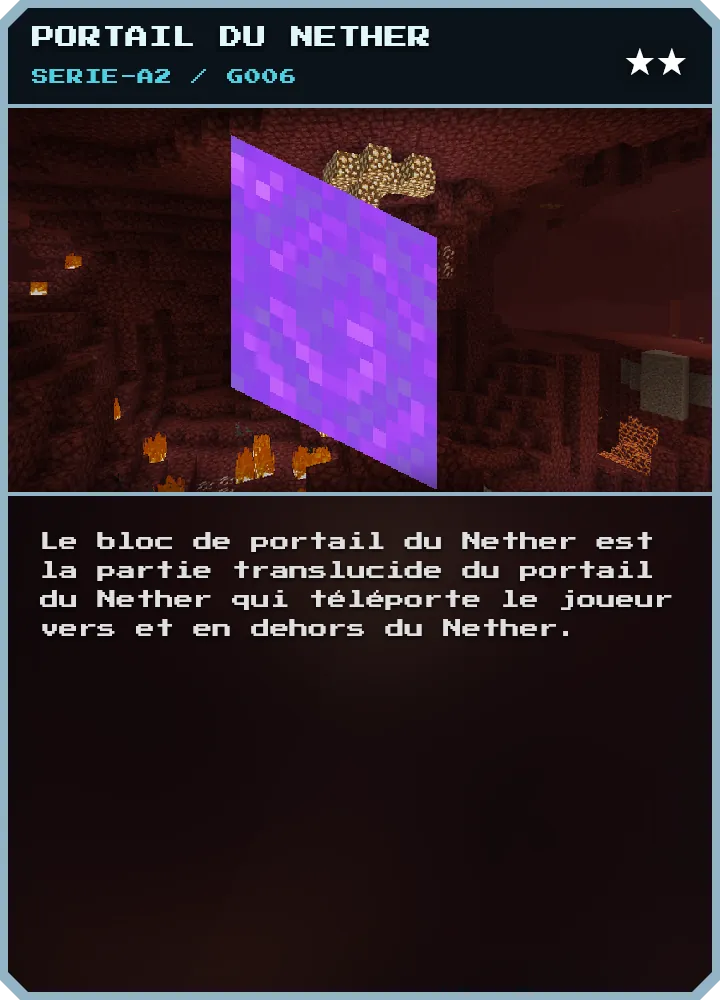 PORTAIL DU NETHER
SERIE-A2 / G006
★★
Le bloc de portail du Nether est
la partie translucide du portail
du Nether qui téléporte le joueur
vers et en dehors du Nether.